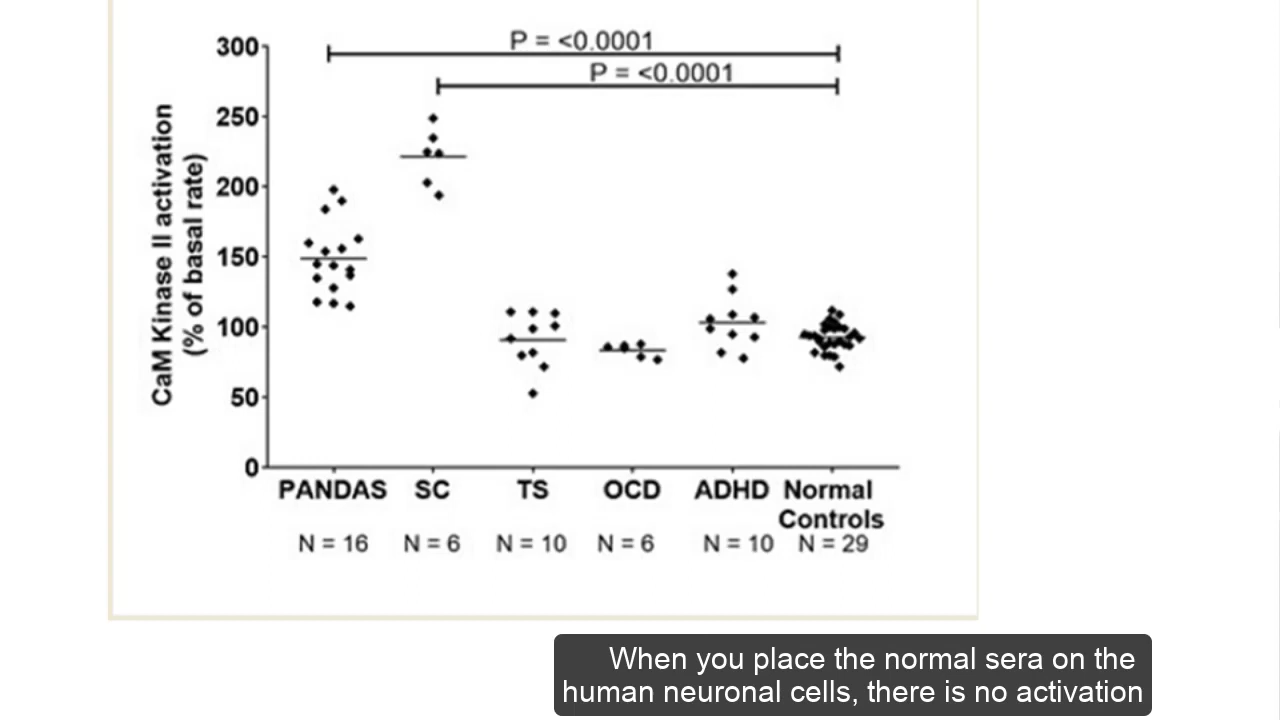 P = <0.0001
P = <0.0001
300
250
200
150
100
50
0
CaM Kinase II activation
(% of basal rate)
PANDAS SC TS OCD ADHD Normal
Controls
N = 16 N = 6 N = 10 N = 6 N = 10 N = 29
When you place the normal sera on the
human neuronal cells, there is no activation